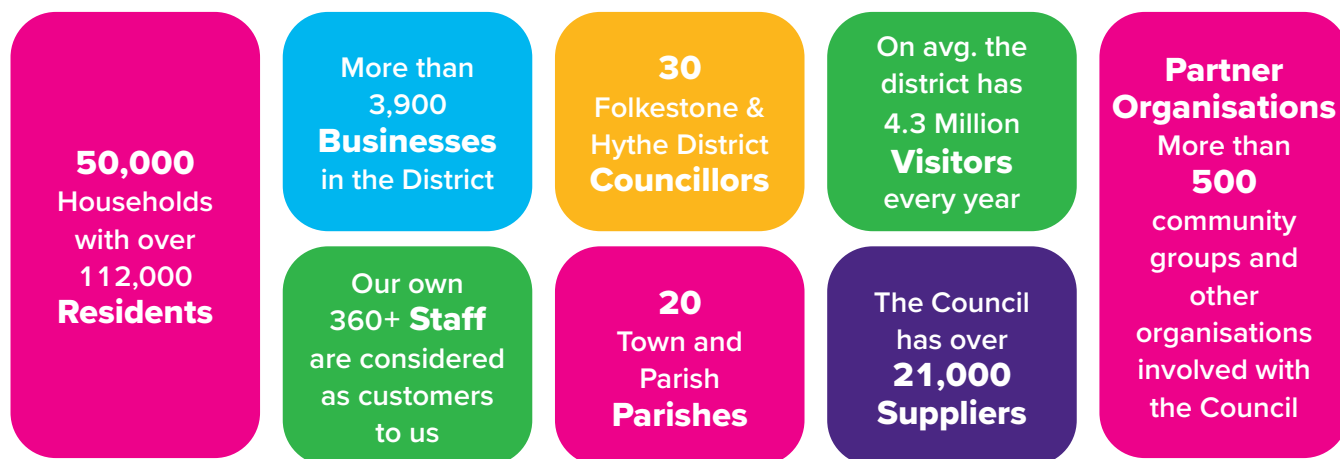 50,000
Households
with over
112,000
Residents
More than
3,900
Businesses
in the District
Our own
360+ Staff
are considered
as customers
to us
30
Folkestone &
Hythe District
Councillors
20
Town and
Parish
Parishes
On avg. the
district has
4.3 Million
Visitors
every year
The Council
has over
21,000
Suppliers
Partner
Organisations
More than
500
community
groups and
other
organisations
involved with
the Council